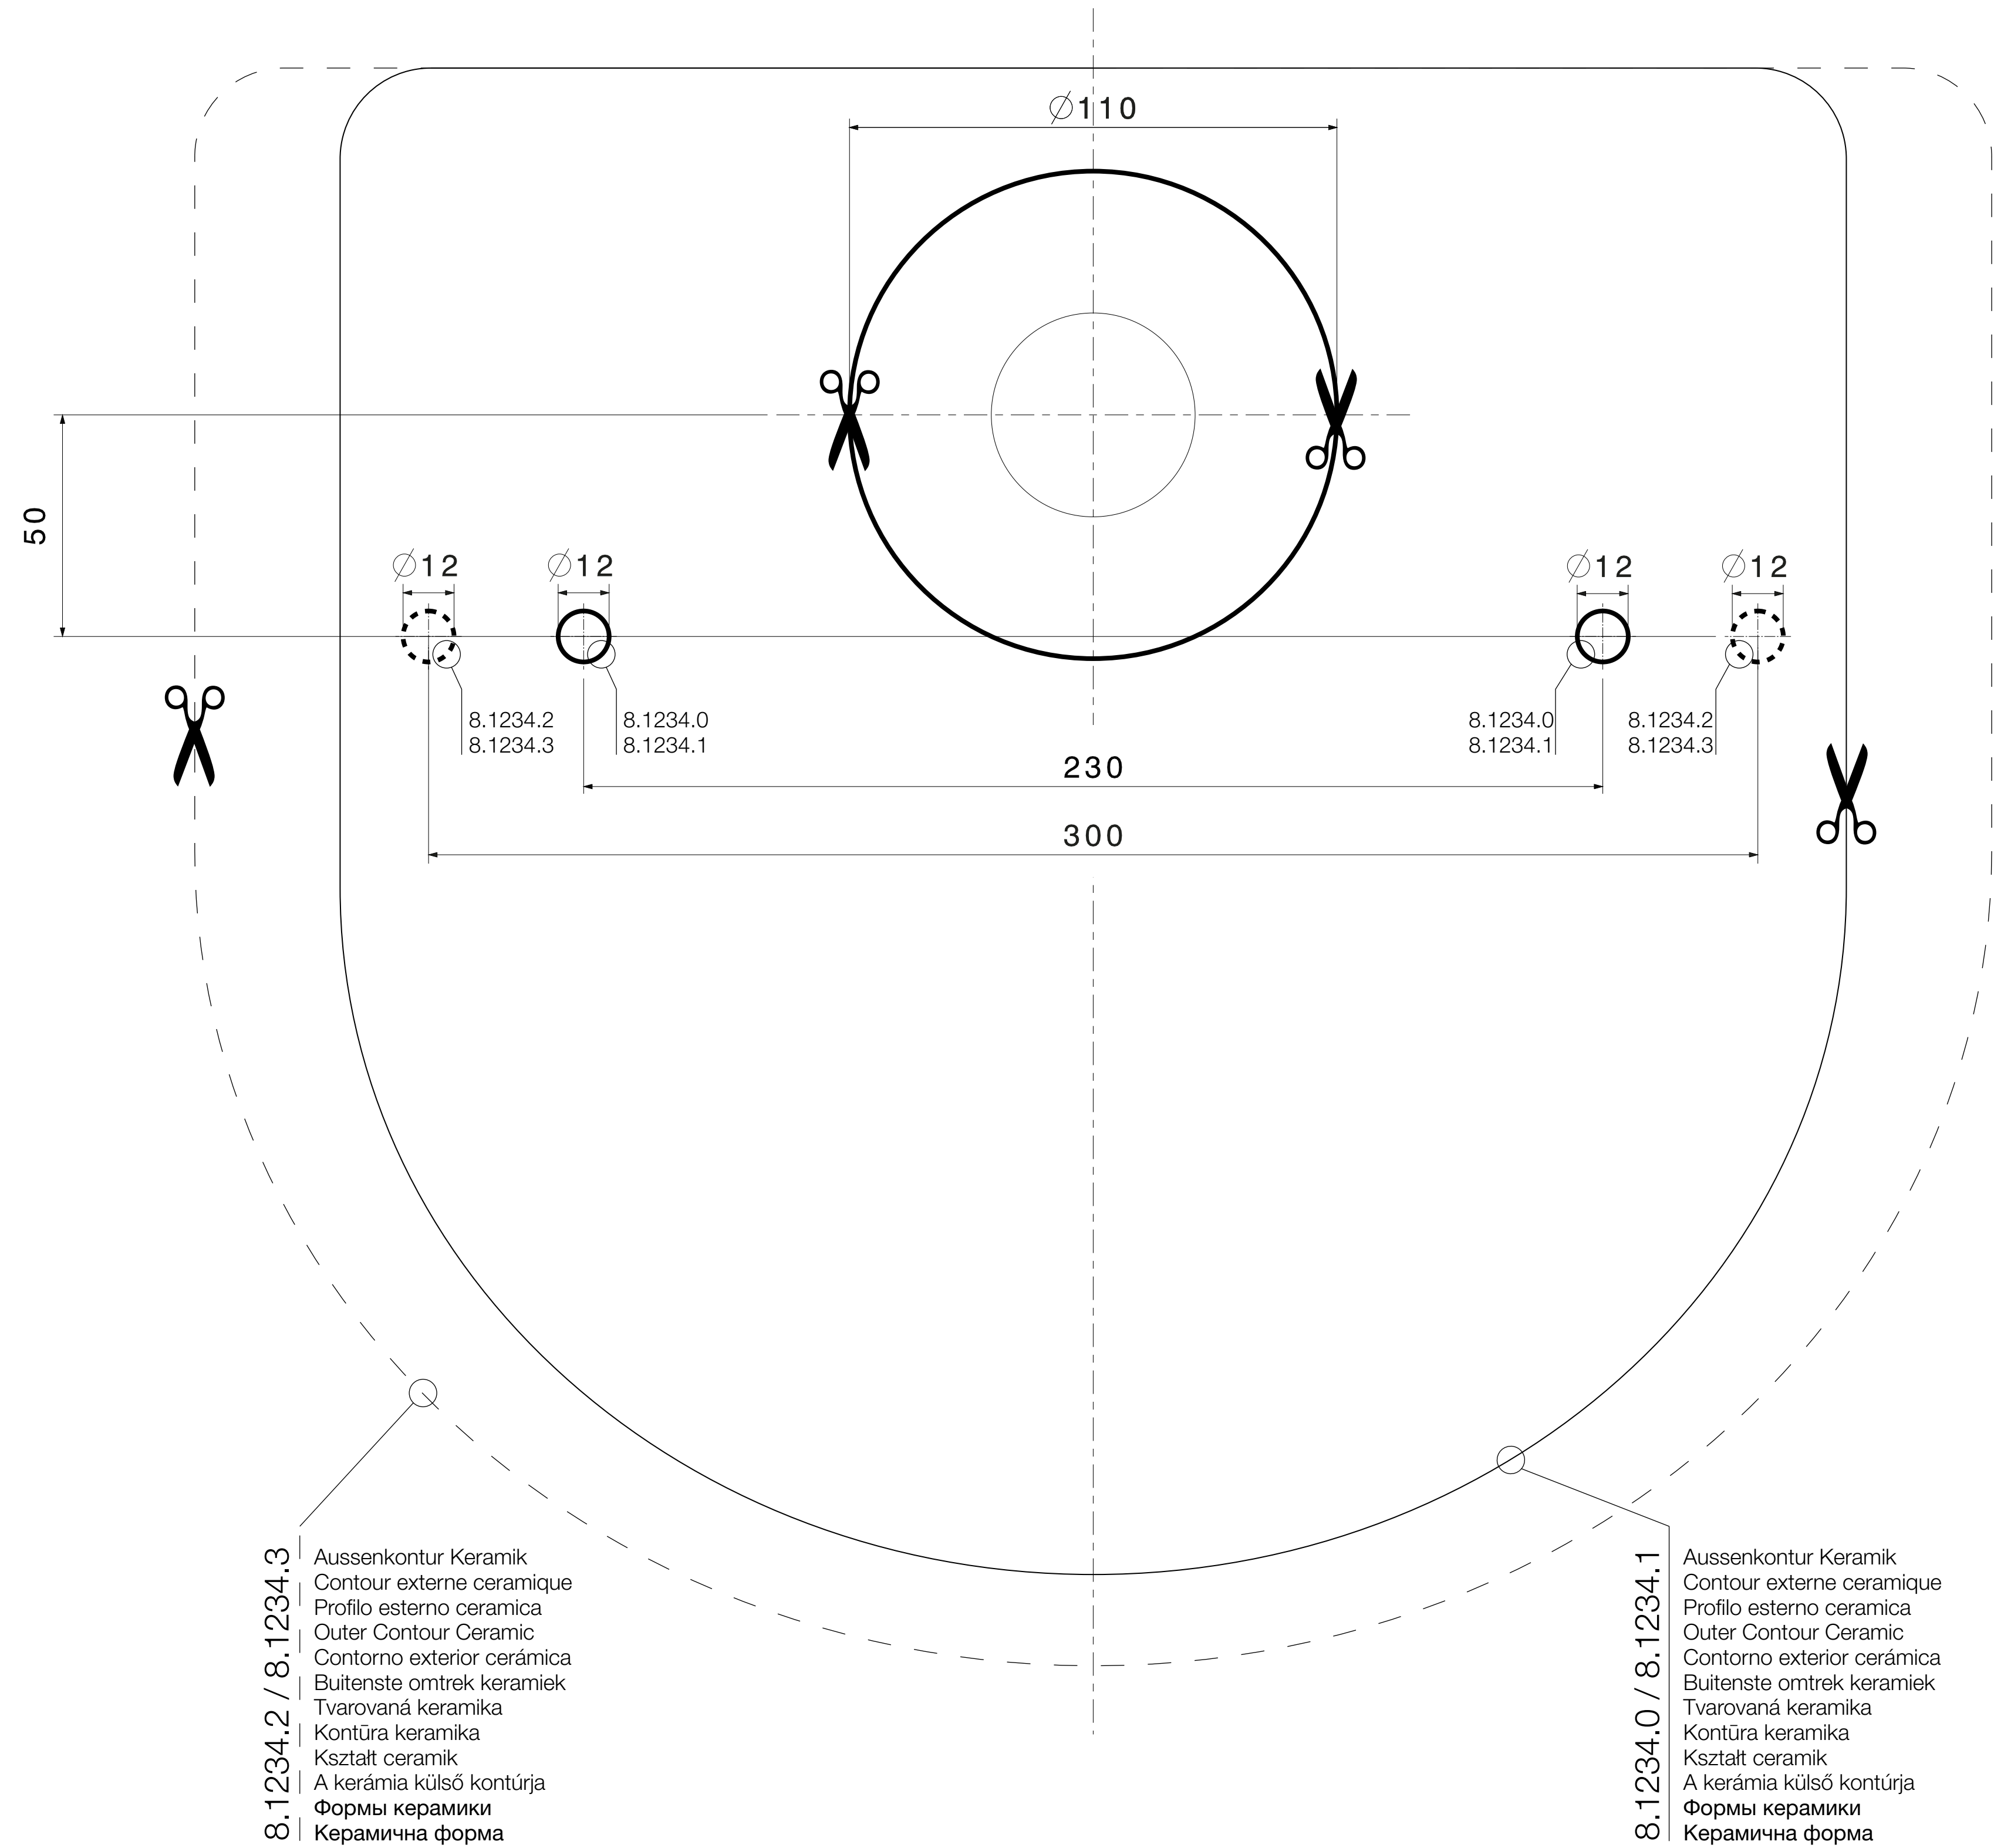 ⌀110
50
⌀12
⌀12
⌀12
⌀12
8.1234.2
8.1234.3
8.1234.0
8.1234.1
8.1234.0
8.1234.1
8.1234.2
8.1234.3
230
300
8.1234.2 / 8.1234.3
Aussenkontur Keramik
Contour externe ceramique
Profilo esterno ceramica
Outer Contour Ceramic
Contorno exterior cerámica
Buitenste omtrek keramiek
Tvarovaná keramika
Kontūra keramika
Kształt ceramik
A kerámia külső kontúrja
Формы керамики
Керамична форма
8.1234.0 / 8.1234.1
Aussenkontur Keramik
Contour externe ceramique
Profilo esterno ceramica
Outer Contour Ceramic
Contorno exterior cerámica
Buitenste omtrek keramiek
Tvarovaná keramika
Kontūra keramika
Kształt ceramik
A kerámia külső kontúrja
Формы керамики
Керамична форма